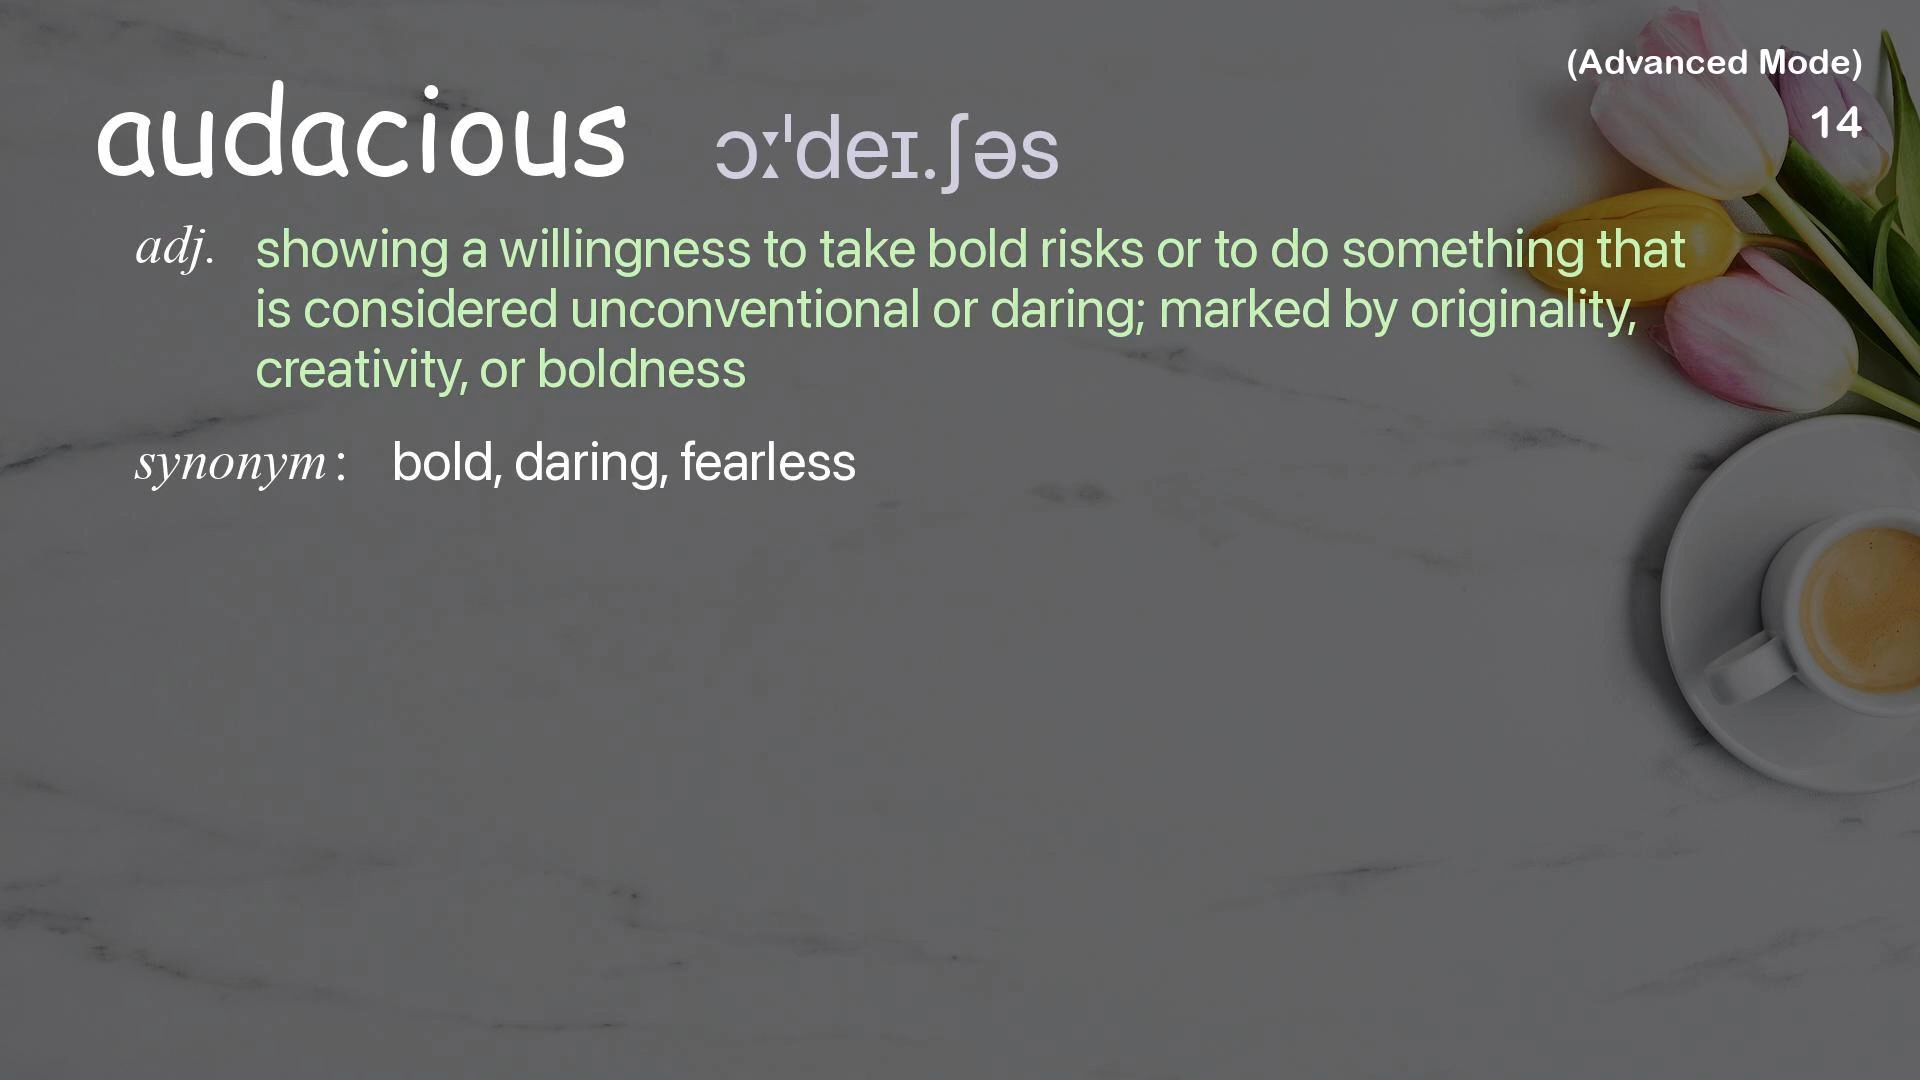 (Advanced Mode)
14
audacious ɔːˈdeɪ.ʃəs
adj. showing a willingness to take bold risks or to do something that
is considered unconventional or daring; marked by originality,
creativity, or boldness
synonym: bold, daring, fearless